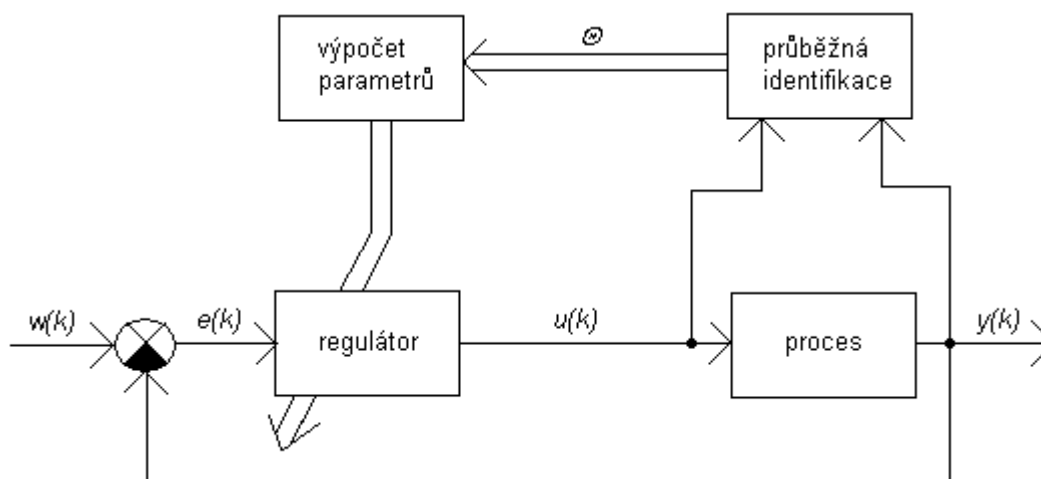 výpočet
parametrů
Θ
průběžná
identifikace
w(k)
e(k)
regulátor
u(k)
proces
y(k)